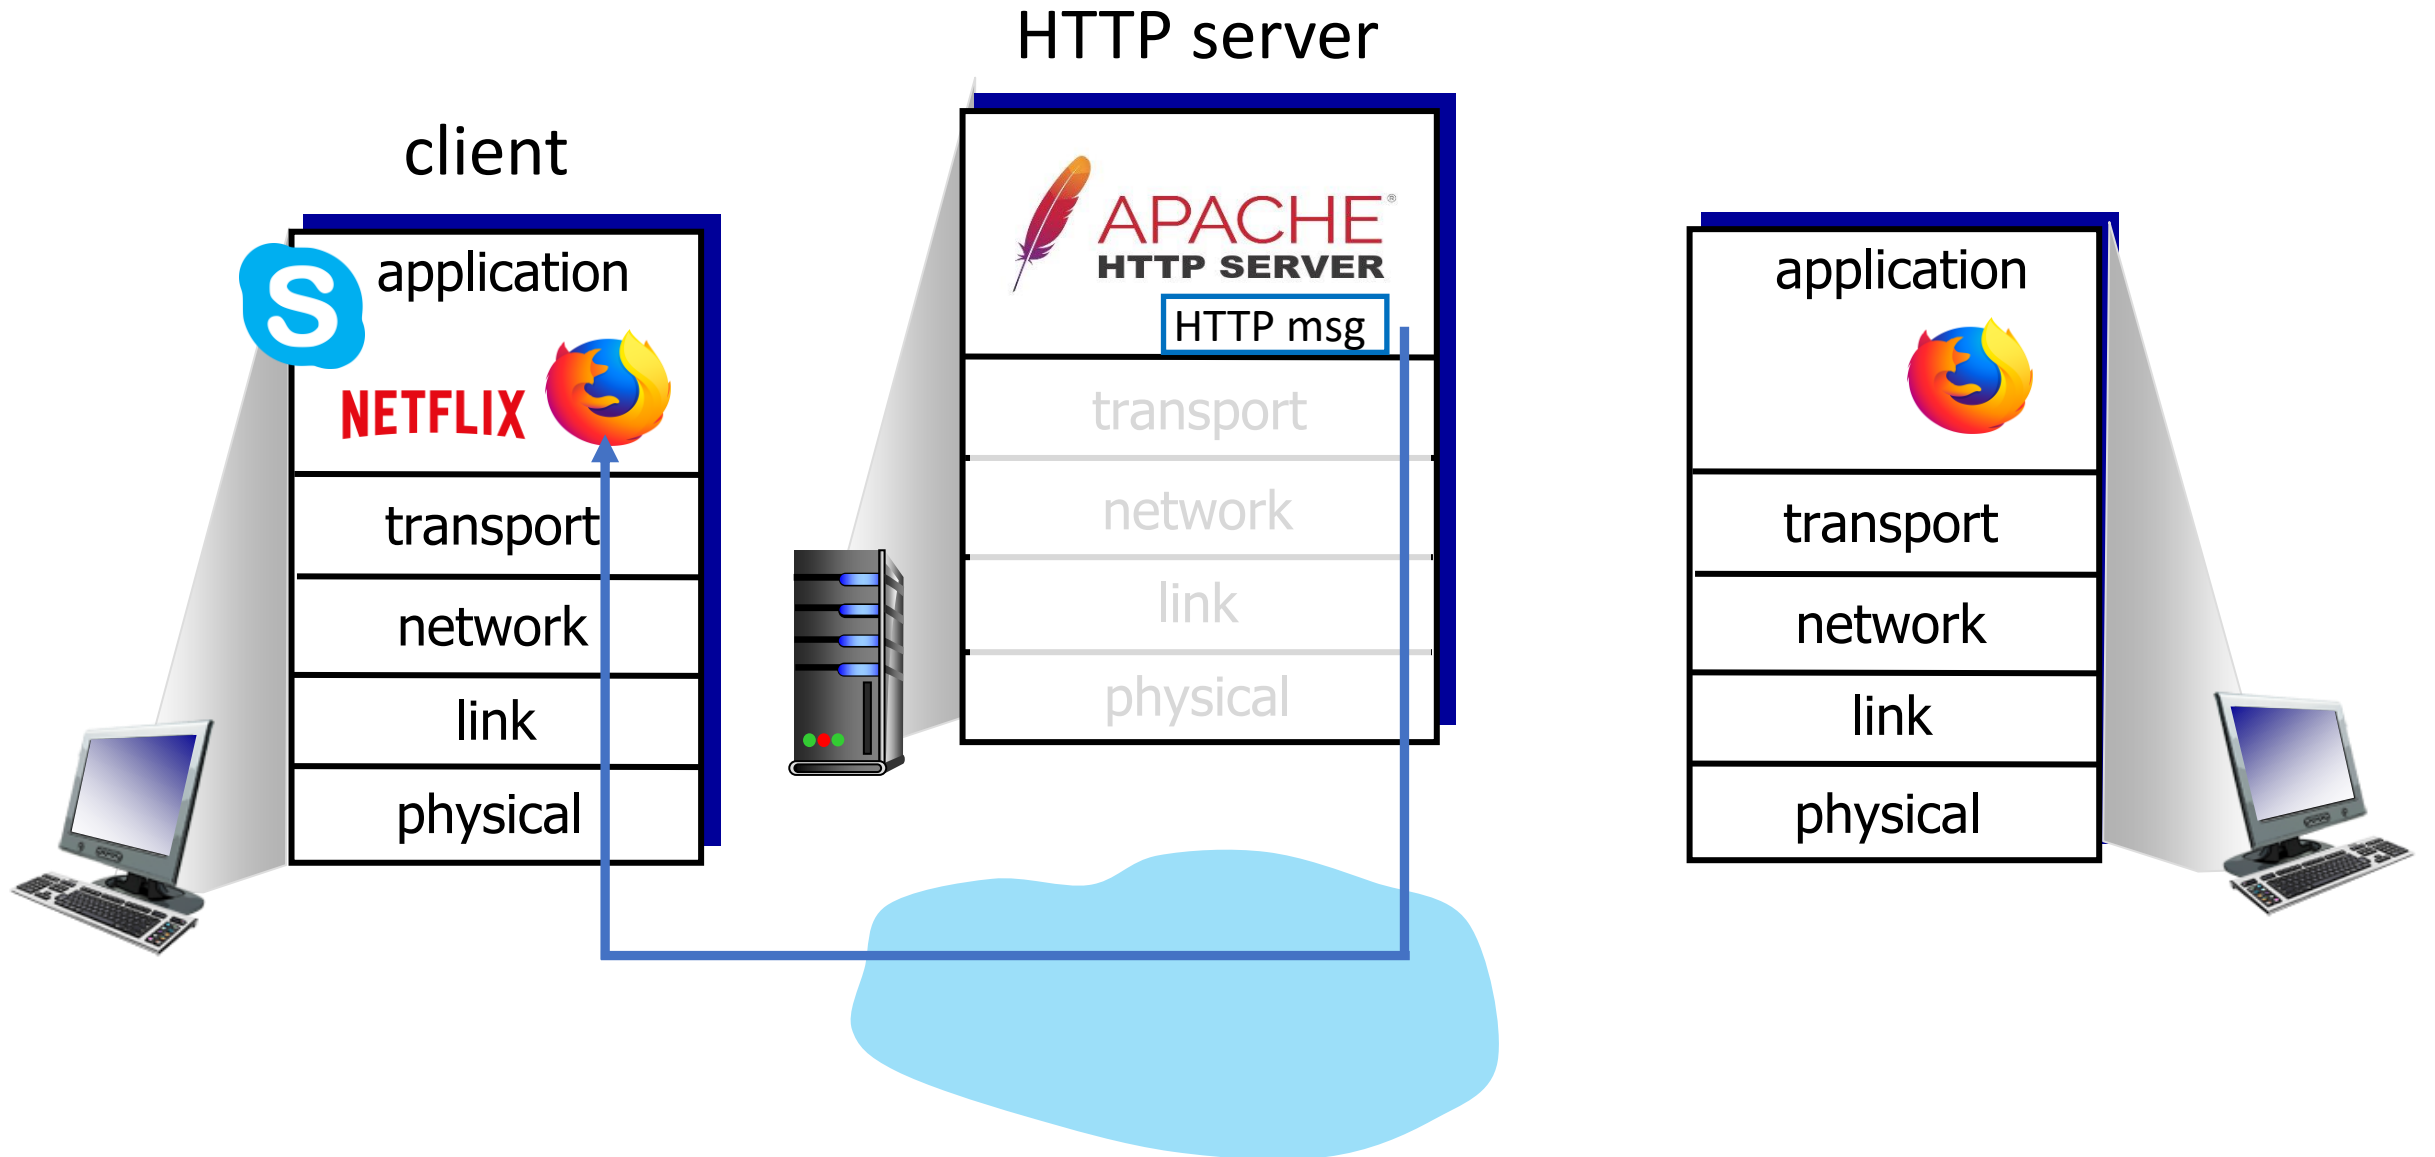 HTTP server
client
application
S
NETFLIX
transport
network
link
physical
APACHE®
HTTP SERVER
HTTP msg
transport
network
link
physical
application
transport
network
link
physical